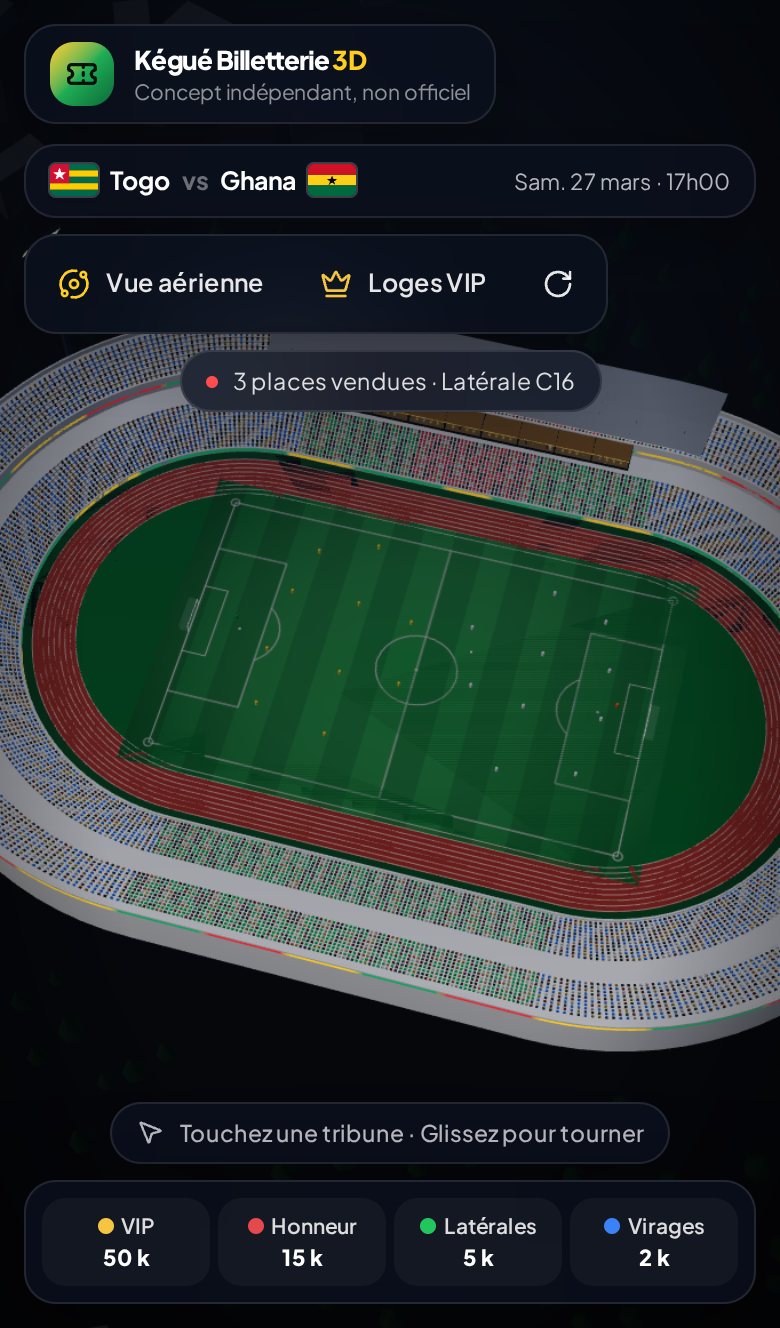 Kégué Billetterie 3D
Concept indépendant, non officiel
Togo vs Ghana Sam. 27 mars · 17h00
Vue aérienne Loges VIP
3 places vendues · Latérale C16
Touchez une tribune · Glissez pour tourner
VIP Honneur Latérales Virages
50 k 15 k 5 k 2 k